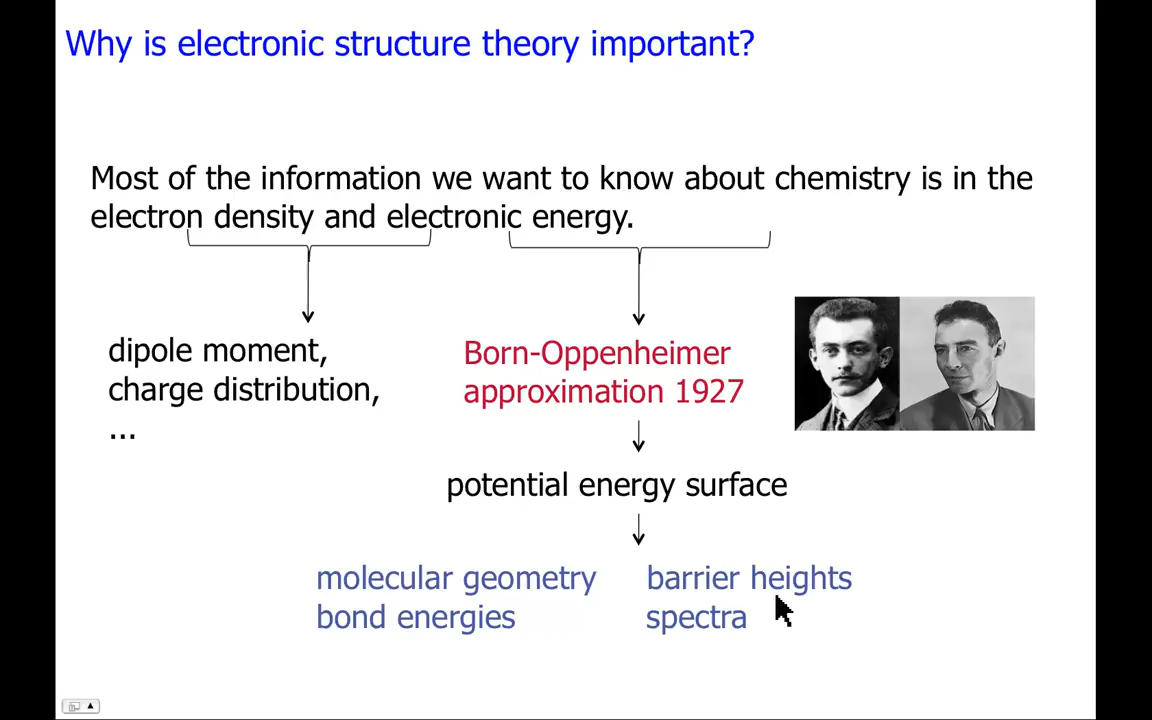 Why is electronic structure theory important?
Most of the information we want to know about chemistry is in the
electron density and electronic energy.
dipole moment,
charge distribution,
...
Born-Oppenheimer
approximation 1927
potential energy surface
molecular geometry
bond energies
barrier heights
spectra